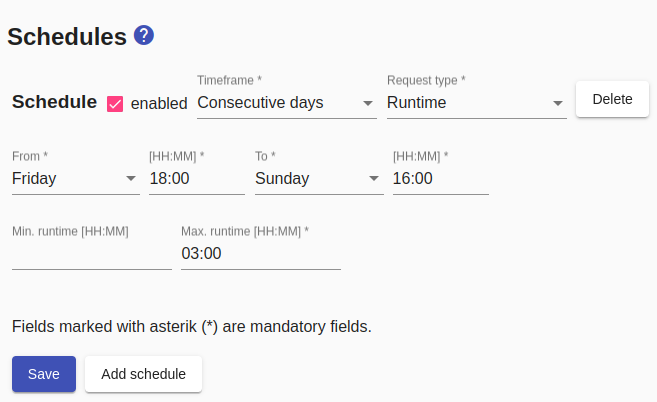 Schedules ?
Timeframe * Request type *
Schedule enabled Consecutive days Runtime Delete
From * [HH:MM] * To * [HH:MM] *
Friday 18:00 Sunday 16:00
Min. runtime [HH:MM] Max. runtime [HH:MM] *
03:00
Fields marked with asterik (*) are mandatory fields.
Save Add schedule